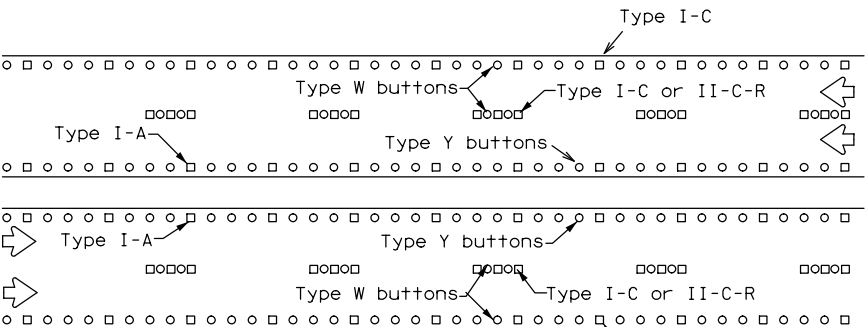 Type I-C
Type W buttons
Type I-C or II-C-R
Type I-A
Type Y buttons
Type I-A
Type Y buttons
Type W buttons
Type I-C or II-C-R